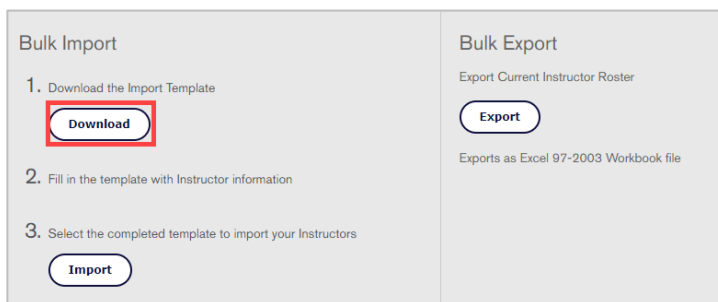 Bulk Import
1. Download the Import Template
Download
2. Fill in the template with Instructor information
3. Select the completed template to import your Instructors
Import
Bulk Export
Export Current Instructor Roster
Export
Exports as Excel 97-2003 Workbook file